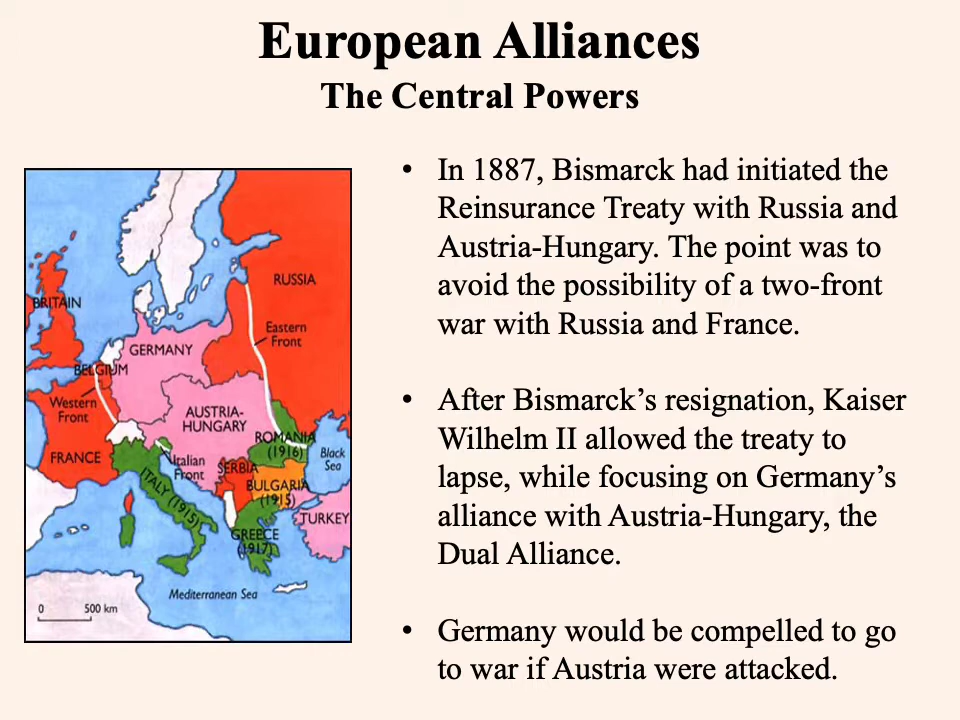 European Alliances
The Central Powers
• In 1887, Bismarck had initiated the
Reinsurance Treaty with Russia and
Austria-Hungary. The point was to
avoid the possibility of a two-front
war with Russia and France.
• After Bismarck’s resignation, Kaiser
Wilhelm II allowed the treaty to
lapse, while focusing on Germany’s
alliance with Austria-Hungary, the
Dual Alliance.
• Germany would be compelled to go
to war if Austria were attacked.
RUSSIA
BRITAIN
Eastern
Front
GERMANY
BELGIUM
Western
Front
AUSTRIA-
HUNGARY
ROMANIA
(1916)
Black
Sea
FRANCE
Italian
Front
SERBIA
ITALY (1915)
BULGARIA
(1915)
TURKEY
GREECE
(1917)
Mediterranean Sea
0 500 km